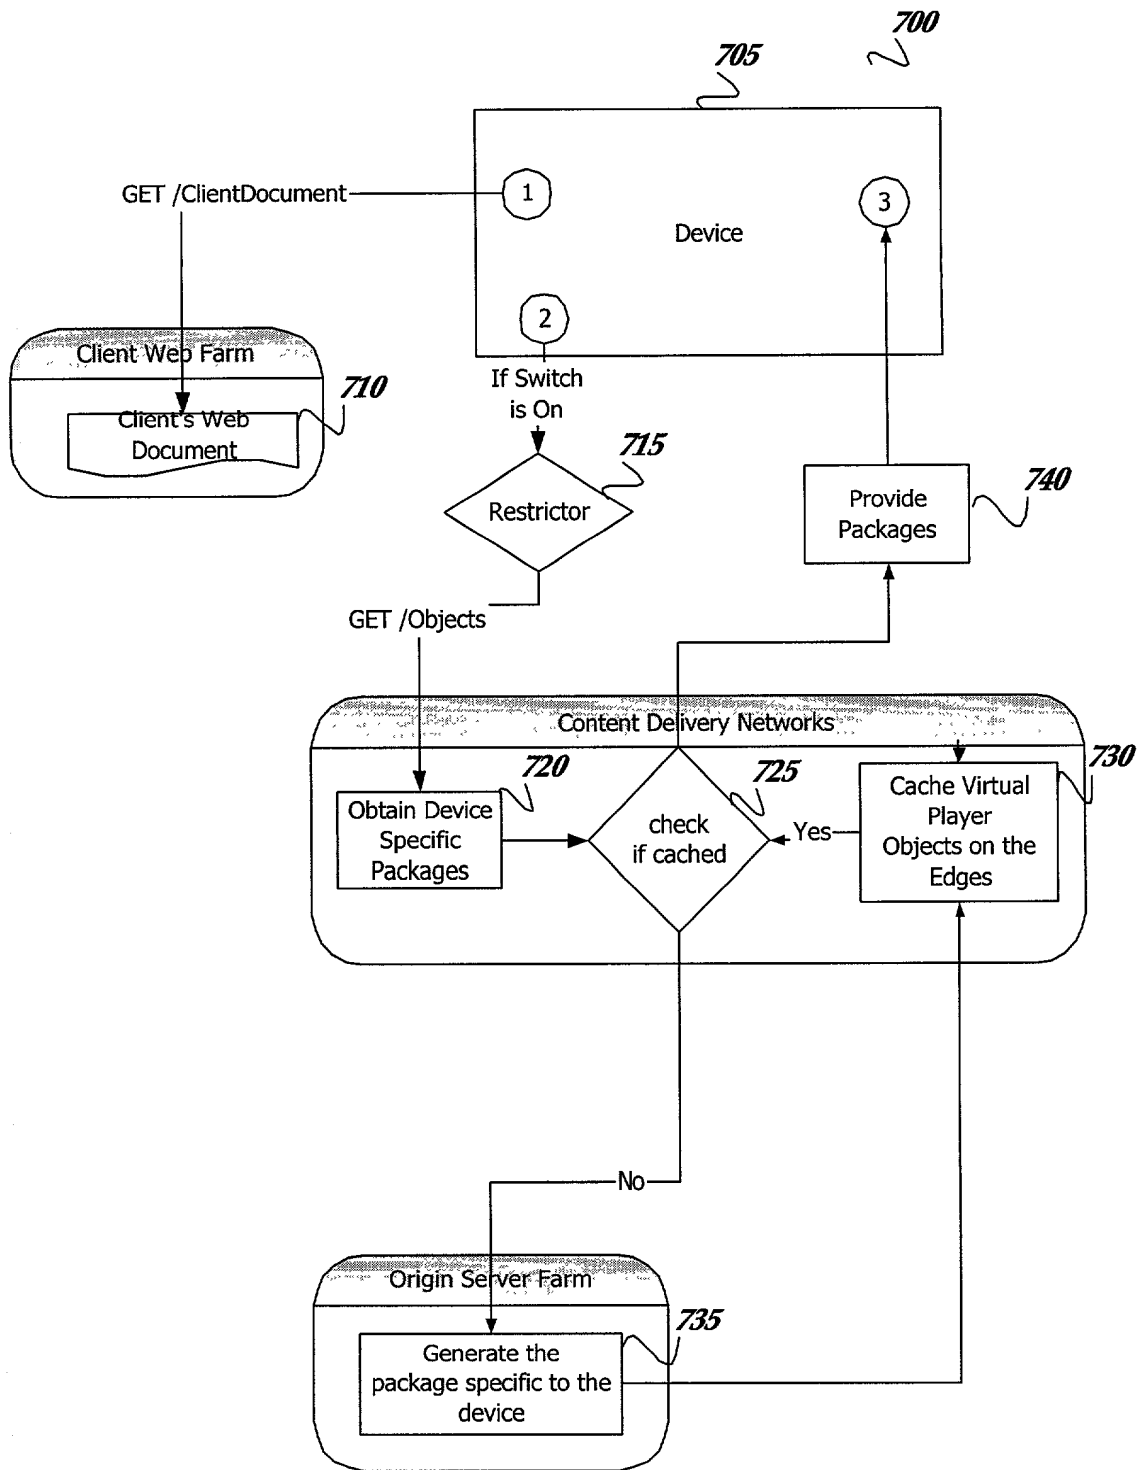 700
705
GET /ClientDocument
1
3
Device
2
Client Web Farm
If Switch
is On
710
Client's Web
Document
715
Restrictor
740
Provide
Packages
GET /Objects
Content Delivery Networks
720
725
730
Obtain Device
Specific
Packages
check
if cached
Yes
Cache Virtual
Player
Objects on the
Edges
No
Origin Server Farm
735
Generate the
package specific to the
device